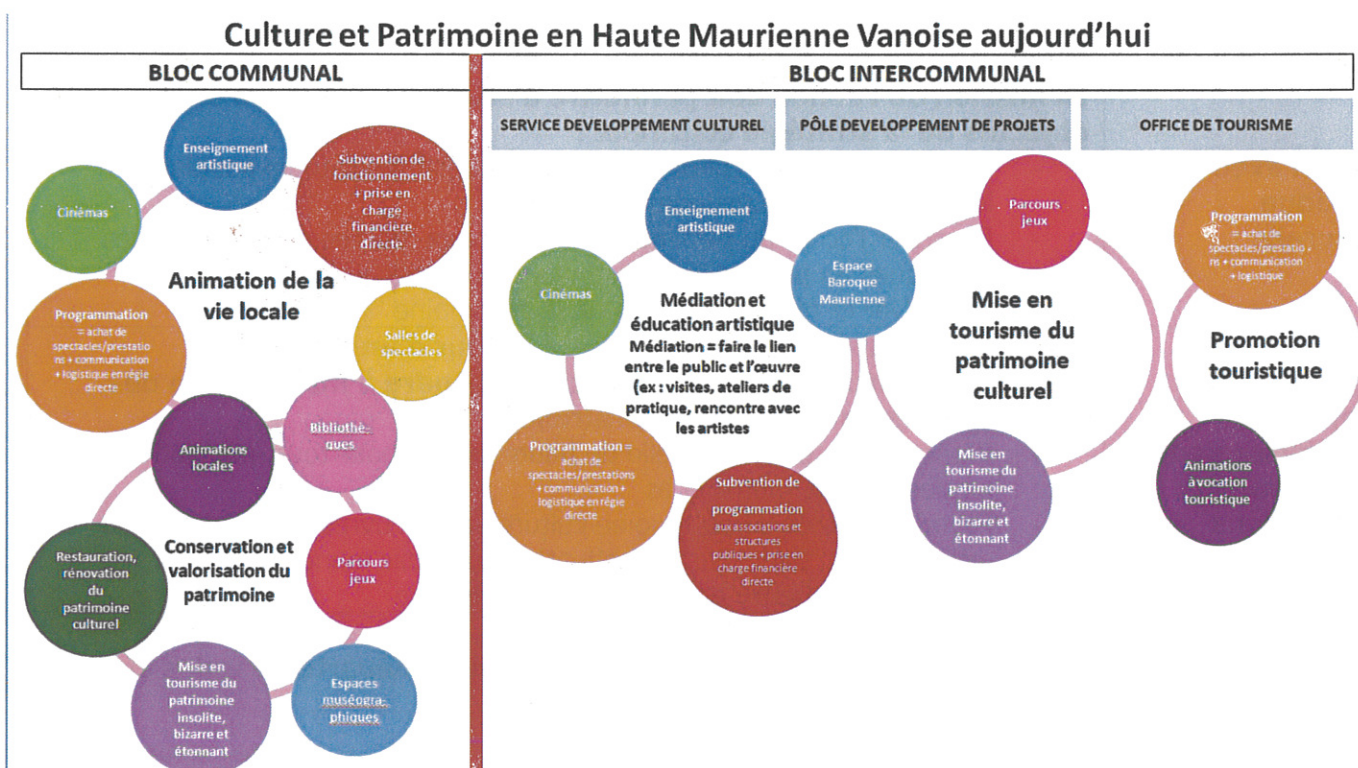 Culture et Patrimoine en Haute Maurienne Vanoise aujourd'hui
BLOC COMMUNAL
Enseignement
artistique
Subvention de
fonctionnement
+ prise en
charge
financière
directe
Cinémas
Animation de la
vie locale
Programmation
= achat de
spectacles/prestatio
ns + communication
+ logistique en régie
directe
Salles de
spectacles
Bibliothè-
ques
Animations
locales
Restauration,
rénovation
du
patrimoine
culturel
Conservation et
valorisation du
patrimoine
Parcours
jeux
Mise en
tourisme du
patrimoine
insolite,
bizarre et
étonnant
Espaces
muséogra-
phiques
BLOC INTERCOMMUNAL
SERVICE DEVELOPPEMENT CULTUREL
Enseignement
artistique
Cinémas
Médiation et
éducation artistique
Médiation = faire le lien
entre le public et l'œuvre
(ex : visites, ateliers de
pratique, rencontre avec
les artistes
Programmation =
achat de
spectacles/prestations
+ communication +
logistique en régie
directe
Subvention de
programmation
aux associations et
structures
publiques + prise en
charge financière
directe
PÔLE DEVELOPPEMENT DE PROJETS
Espace
Baroque
Maurienne
Parcours
jeux
Mise en
tourisme du
patrimoine
culturel
Mise en
tourisme du
patrimoine
insolite,
bizarre et
étonnant
OFFICE DE TOURISME
Programmation
= achat de
spectacles/prestatio
ns + communication
+ logistique
Promotion
touristique
Animations
à vocation
touristique